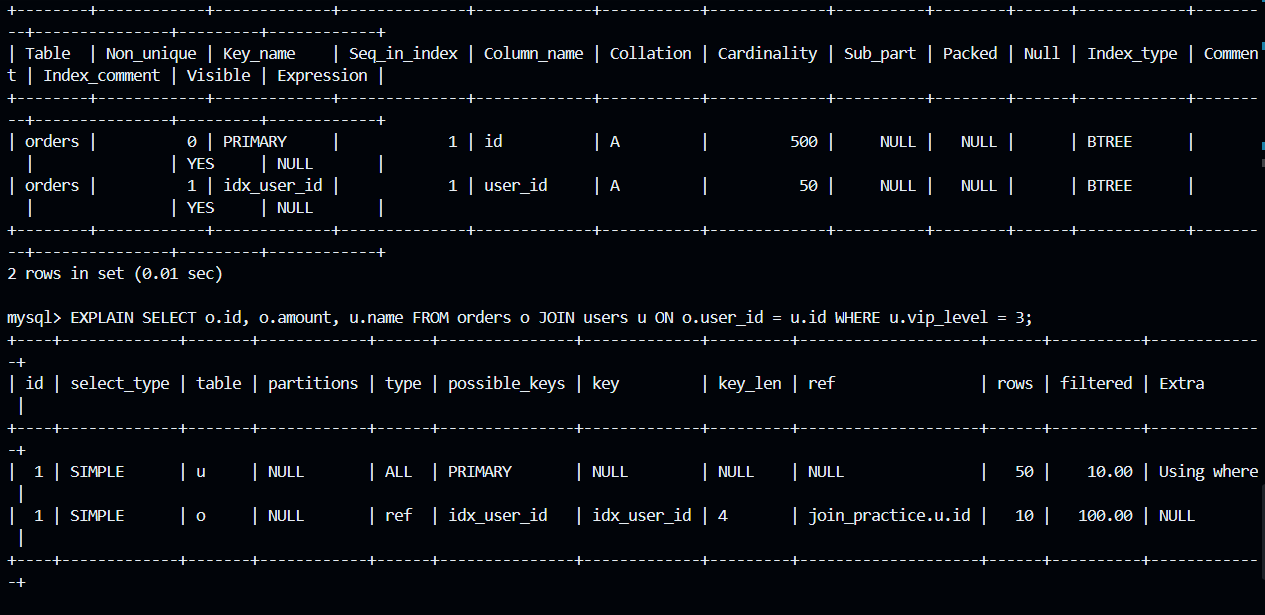 +--------+------------+-------------+--------------+-------------+-----------+-------------+----------+--------+------+------------+-------
--+---------------+---------+------------+
| Table  | Non_unique | Key_name    | Seq_in_index | Column_name | Collation | Cardinality | Sub_part | Packed | Null | Index_type | Commen
t | Index_comment | Visible | Expression |
+--------+------------+-------------+--------------+-------------+-----------+-------------+----------+--------+------+------------+-------
--+---------------+---------+------------+
| orders |          0 | PRIMARY     |            1 | id          | A         |         500 |     NULL |   NULL |      | BTREE      |
  |               | YES     | NULL       |
| orders |          1 | idx_user_id |            1 | user_id     | A         |          50 |     NULL |   NULL |      | BTREE      |
  |               | YES     | NULL       |
+--------+------------+-------------+--------------+-------------+-----------+-------------+----------+--------+------+------------+-------
--+---------------+---------+------------+
2 rows in set (0.01 sec)
mysql> EXPLAIN SELECT o.id, o.amount, u.name FROM orders o JOIN users u ON o.user_id = u.id WHERE u.vip_level = 3;
+----+-------------+-------+------------+------+---------------+-------------+---------+--------------------+------+----------+------------
-+
| id | select_type | table | partitions | type | possible_keys | key         | key_len | ref                | rows | filtered | Extra
 |
+----+-------------+-------+------------+------+---------------+-------------+---------+--------------------+------+----------+------------
-+
|  1 | SIMPLE      | u     | NULL       | ALL  | PRIMARY       | NULL        | NULL    | NULL               |   50 |    10.00 | Using where
 |
|  1 | SIMPLE      | o     | NULL       | ref  | idx_user_id   | idx_user_id | 4       | join_practice.u.id |   10 |   100.00 | NULL
 |
+----+-------------+-------+------------+------+---------------+-------------+---------+--------------------+------+----------+------------
-+